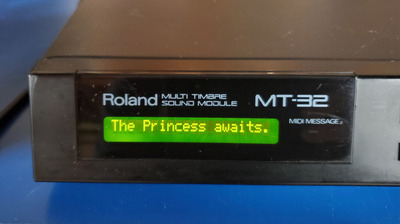 Roland MULTI TIMBRE SOUND MODULE MT-32
The Princess awaits.
MIDI MESSAGE